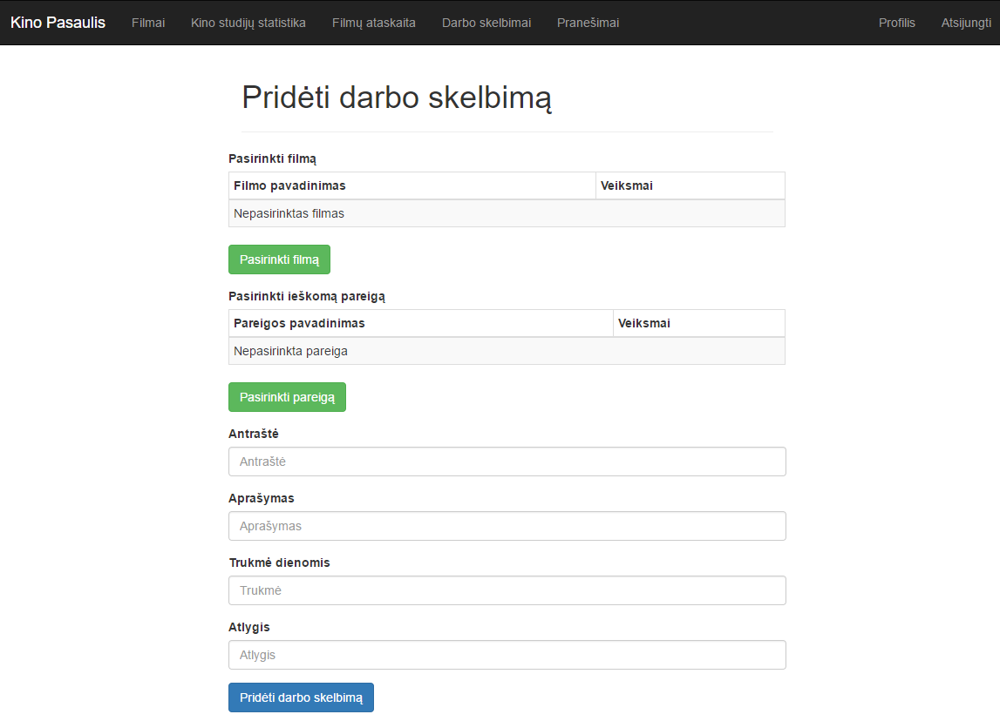 Kino Pasaulis Filmai Kino studijų statistika Filmų ataskaita Darbo skelbimai Pranešimai Profilis Atsijungti
Pridėti darbo skelbimą
Pasirinkti filmą
Filmo pavadinimas Veiksmai
Nepasirinktas filmas
Pasirinkti filmą
Pasirinkti ieškomą pareigą
Pareigos pavadinimas Veiksmai
Nepasirinkta pareiga
Pasirinkti pareigą
Antraštė
Antraštė
Aprašymas
Aprašymas
Trukmė dienomis
Trukmė
Atlygis
Atlygis
Pridėti darbo skelbimą